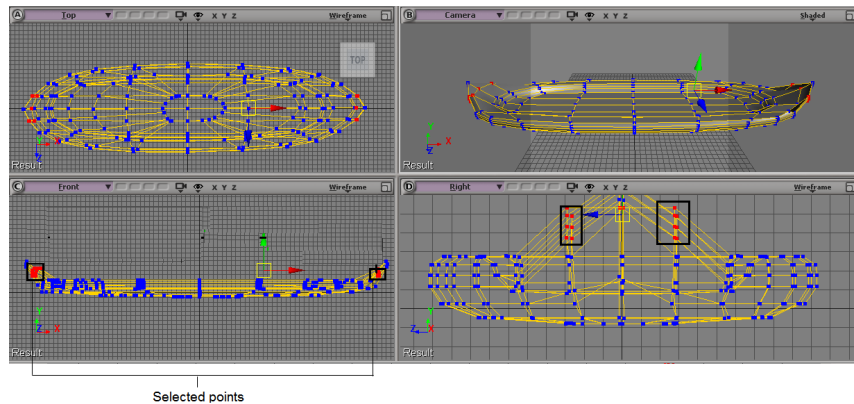 A Top X Y Z Wireframe
TOP
Y
X
Z
Result
B Camera X Y Z Shaded
Y
X
Z
Result
C Front X Y Z Wireframe
Y
Z X
Result
D Right X Y Z Wireframe
Y
Z X
Result
Selected points